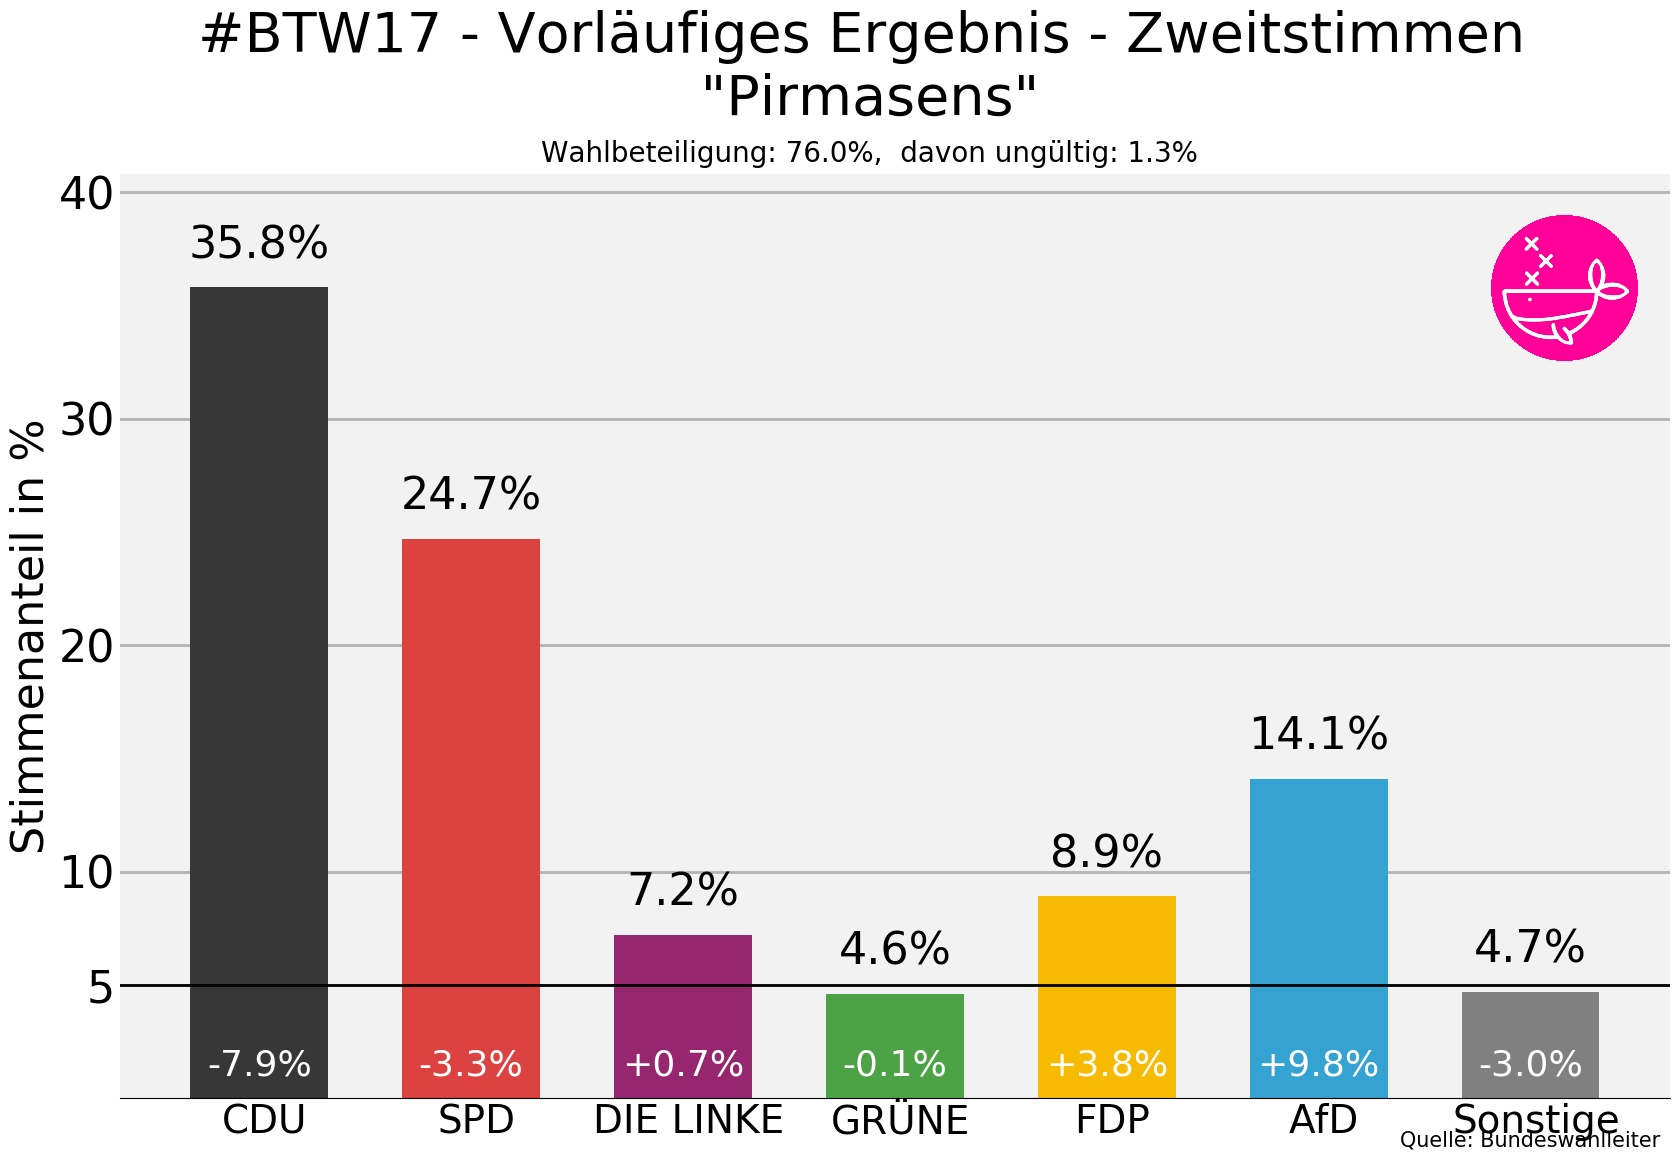 #BTW17 - Vorläufiges Ergebnis - Zweitstimmen
"Pirmasens"
Wahlbeteiligung: 76.0%,  davon ungültig: 1.3%
Stimmenanteil in %
40
30
20
10
5
35.8%
24.7%
7.2%
4.6%
8.9%
14.1%
4.7%
-7.9%
-3.3%
+0.7%
-0.1%
+3.8%
+9.8%
-3.0%
CDU
SPD
DIE LINKE
GRÜNE
FDP
AfD
Sonstige
Quelle: Bundeswahlleiter